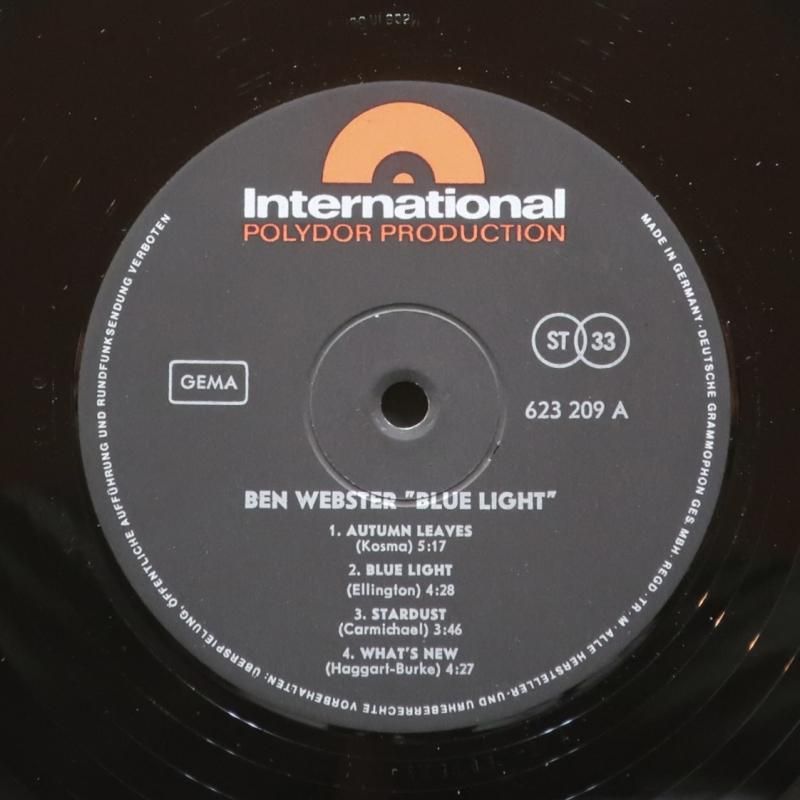 International
POLYDOR PRODUCTION
ST 33
GEMA
623 209 A
BEN WEBSTER "BLUE LIGHT"
1. AUTUMN LEAVES
(Kosma) 5:17
2. BLUE LIGHT
(Ellington) 4:28
3. STARDUST
(Carmichael) 3:46
4. WHAT'S NEW
(Haggart-Burke) 4:27
MADE IN GERMANY · DEUTSCHE GRAMMOPHON GES. MBH · REGD. TR. M · ALLE HERSTELLER- UND URHEBERRECHTE VORBEHALTEN: ÜBERSPIELUNG, ÖFFENTLICHE AUFFÜHRUNG UND RUNDFUNKSENDUNG VERBOTEN